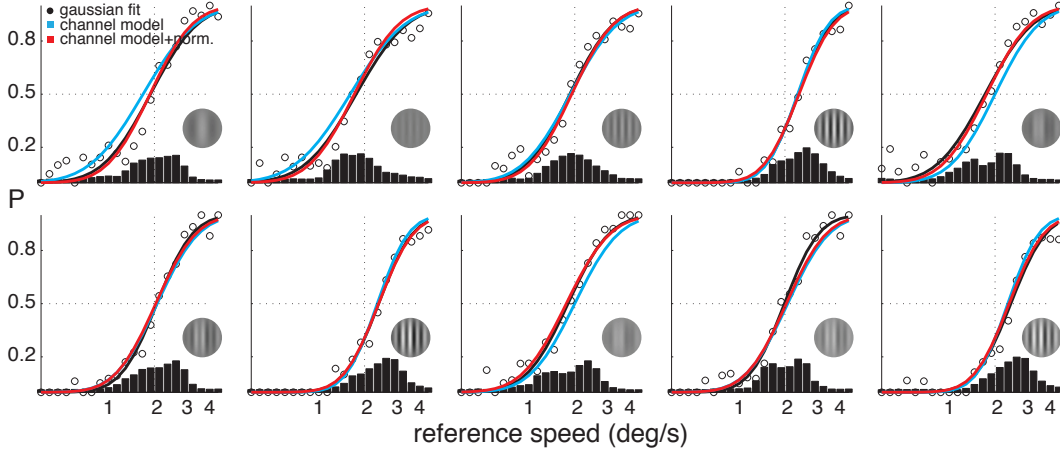 gaussian fit
channel model
channel model+norm.
0.8
0.5
0.2
P
0.8
0.5
0.2
1 2 3 4 1 2 3 4 1 2 3 4 1 2 3 4 1 2 3 4
reference speed (deg/s)